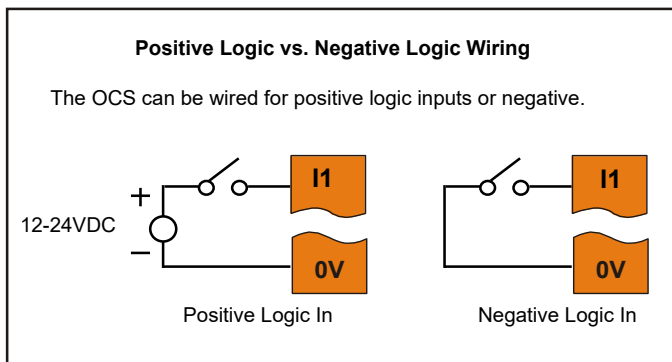 Positive Logic vs. Negative Logic Wiring
The OCS can be wired for positive logic inputs or negative.
I1
I1
+
12-24VDC
–
0V
0V
Positive Logic In
Negative Logic In